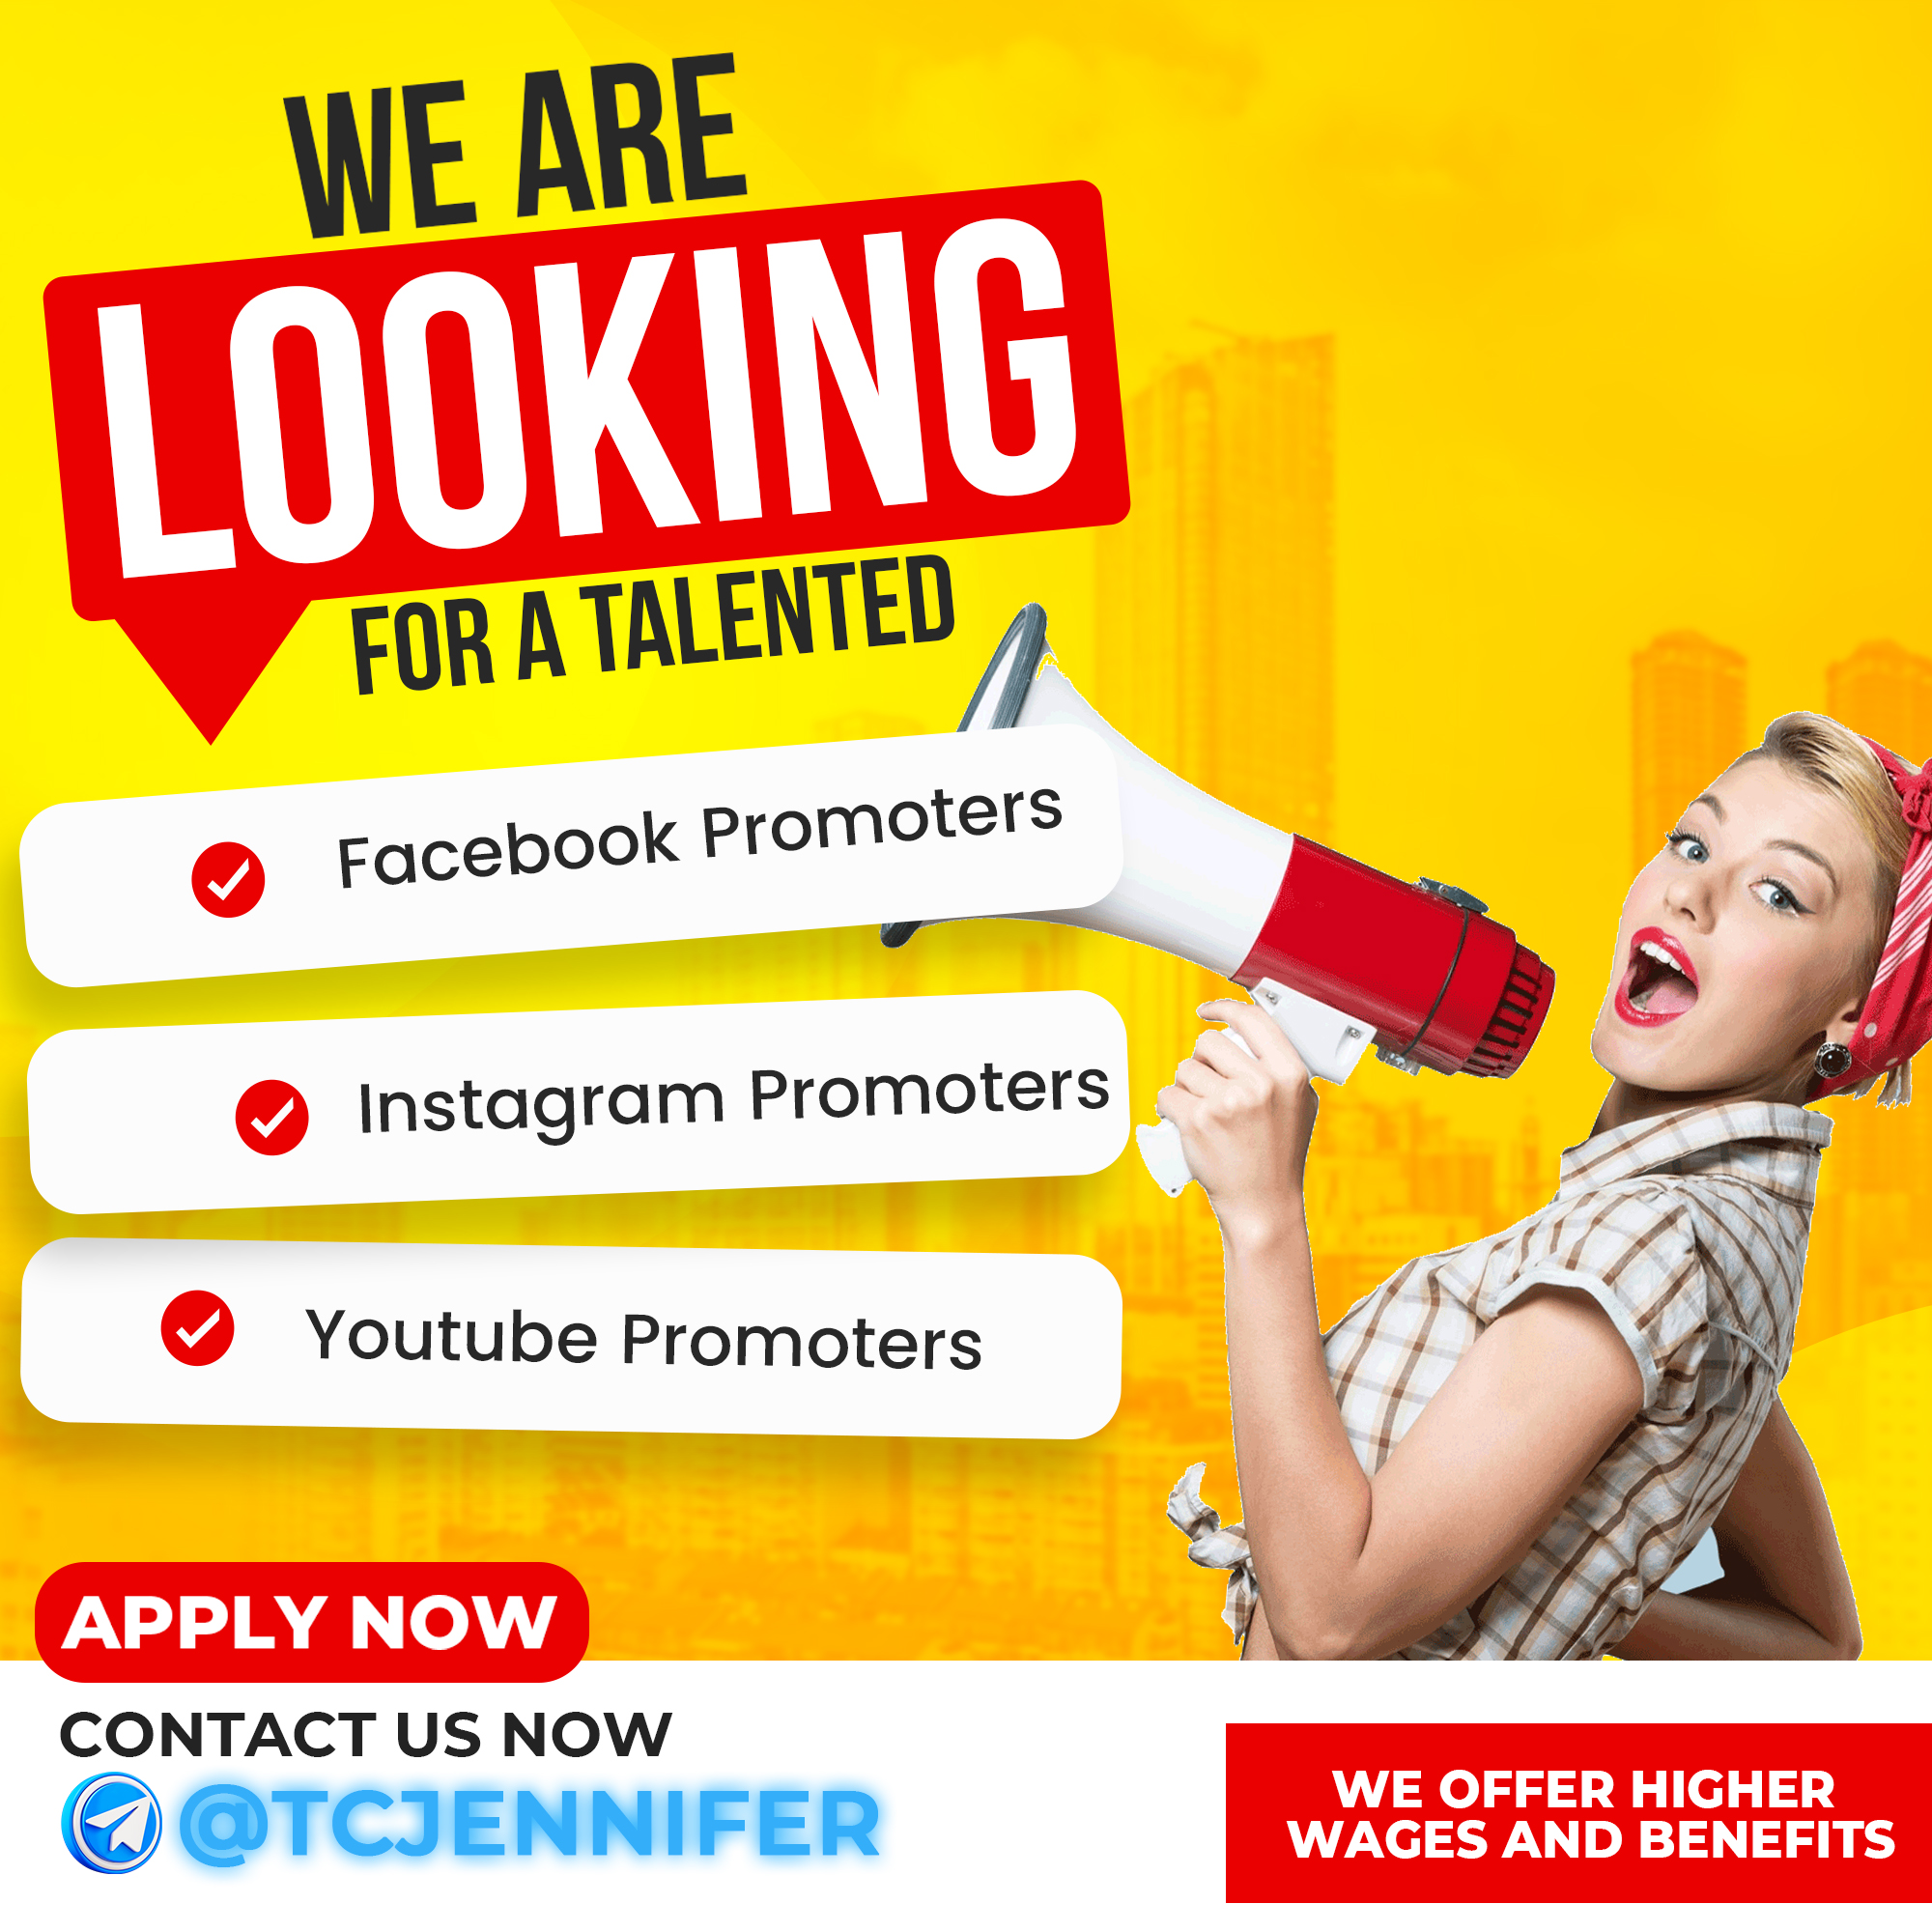 WE ARE
LOOKING
FOR A TALENTED
Facebook Promoters
Instagram Promoters
Youtube Promoters
APPLY NOW
CONTACT US NOW
@TCJENNIFER
WE OFFER HIGHER
WAGES AND BENEFITS